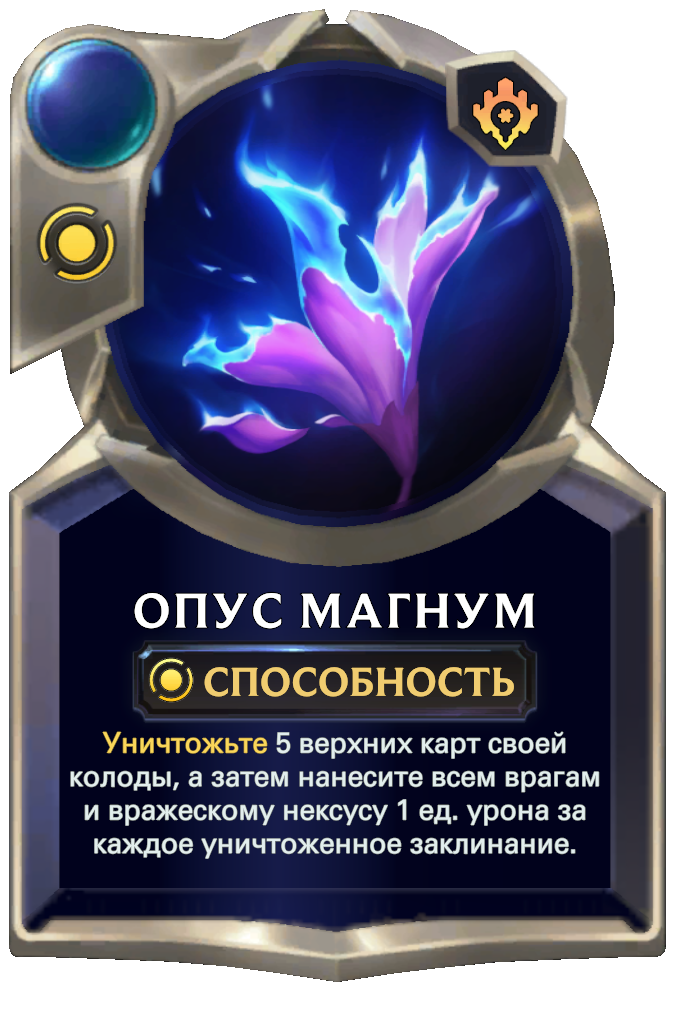 ОПУС МАГНУМ
СПОСОБНОСТЬ
Уничтожьте 5 верхних карт своей
колоды, а затем нанесите всем врагам
и вражескому нексусу 1 ед. урона за
каждое уничтоженное заклинание.